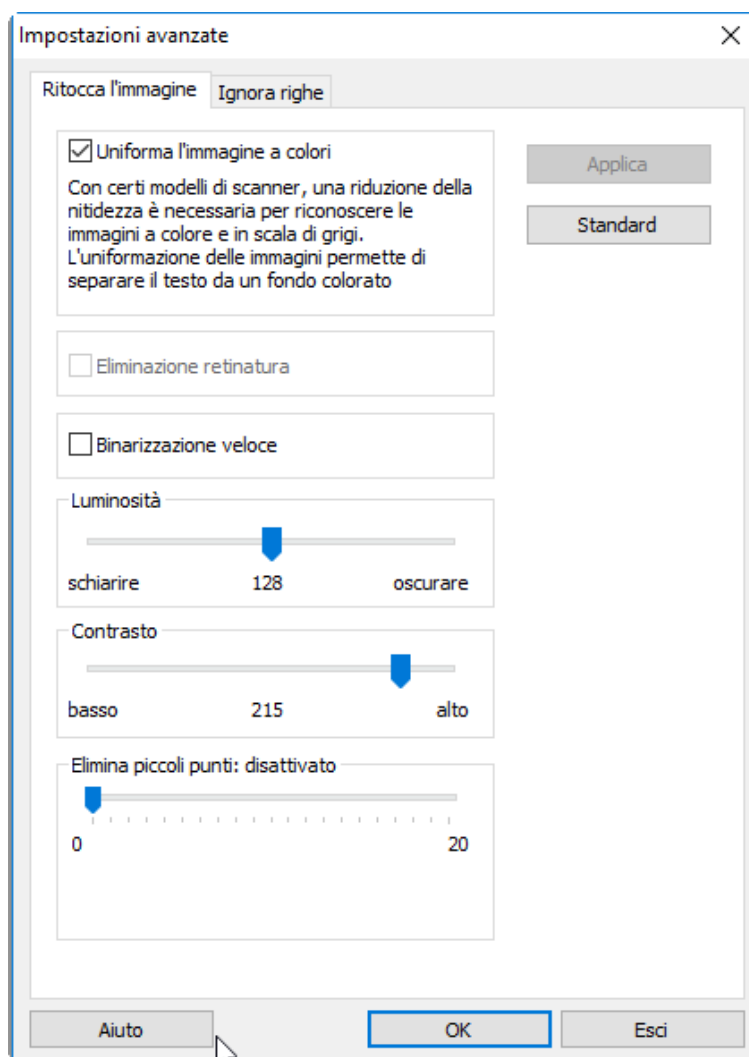 Impostazioni avanzate
Ritocca l'immagine
Ignora righe
Uniforma l'immagine a colori
Con certi modelli di scanner, una riduzione della
nitidezza è necessaria per riconoscere le
immagini a colore e in scala di grigi.
L'uniformazione delle immagini permette di
separare il testo da un fondo colorato
Applica
Standard
Eliminazione retinatura
Binarizzazione veloce
Luminosità
schiarire 128 oscurare
Contrasto
basso 215 alto
Elimina piccoli punti: disattivato
0 20
Aiuto OK Esci